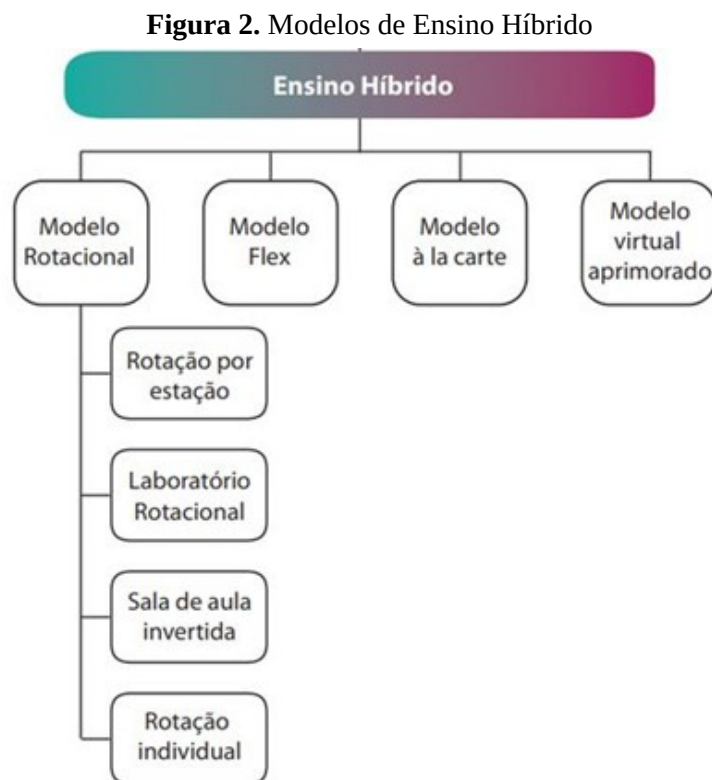 Figura 2. Modelos de Ensino Híbrido
Ensino Híbrido
Modelo
Rotacional
Modelo
Flex
Modelo
à la carte
Modelo
virtual
aprimorado
Rotação por
estação
Laboratório
Rotacional
Sala de aula
invertida
Rotação
individual